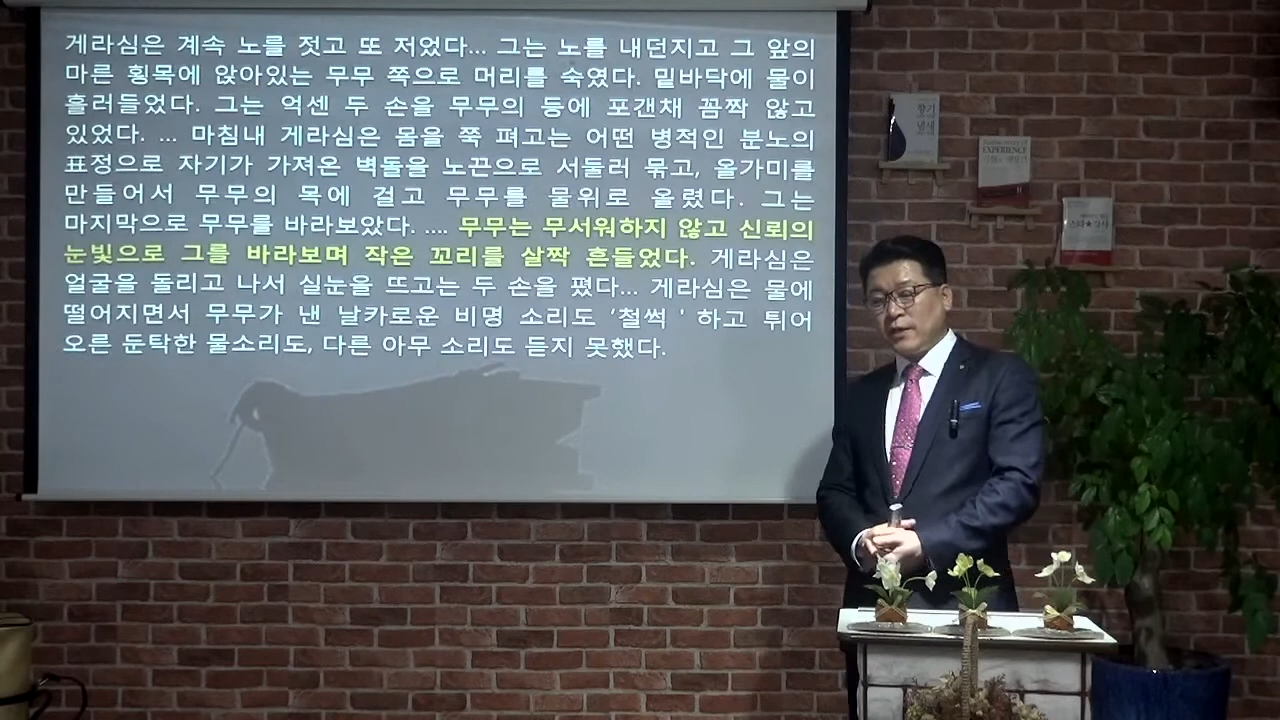 게라심은 계속 노를 젓고 또 저었다... 그는 노를 내던지고 그 앞의
마른 횡목에 앉아있는 무무 쪽으로 머리를 숙였다. 밑바닥에 물이
흘러들었다. 그는 억센 두 손을 무무의 등에 포갠채 꼼짝 않고
있었다. ... 마침내 게라심은 몸을 쭉 펴고는 어떤 병적인 분노의
표정으로 자기가 가져온 벽돌을 노끈으로 서둘러 묶고, 올가미를
만들어서 무무의 목에 걸고 무무를 물위로 올렸다. 그는
마지막으로 무무를 바라보았다. .... 무무는 무서워하지 않고 신뢰의
눈빛으로 그를 바라보며 작은 꼬리를 살짝 흔들었다. 게라심은
얼굴을 돌리고 나서 실눈을 뜨고는 두 손을 폈다... 게라심은 물에
떨어지면서 무무가 낸 날카로운 비명 소리도 ‘철썩 ' 하고 튀어
오른 둔탁한 물소리도, 다른 아무 소리도 듣지 못했다.
향기
냄새
EXPERIENCE